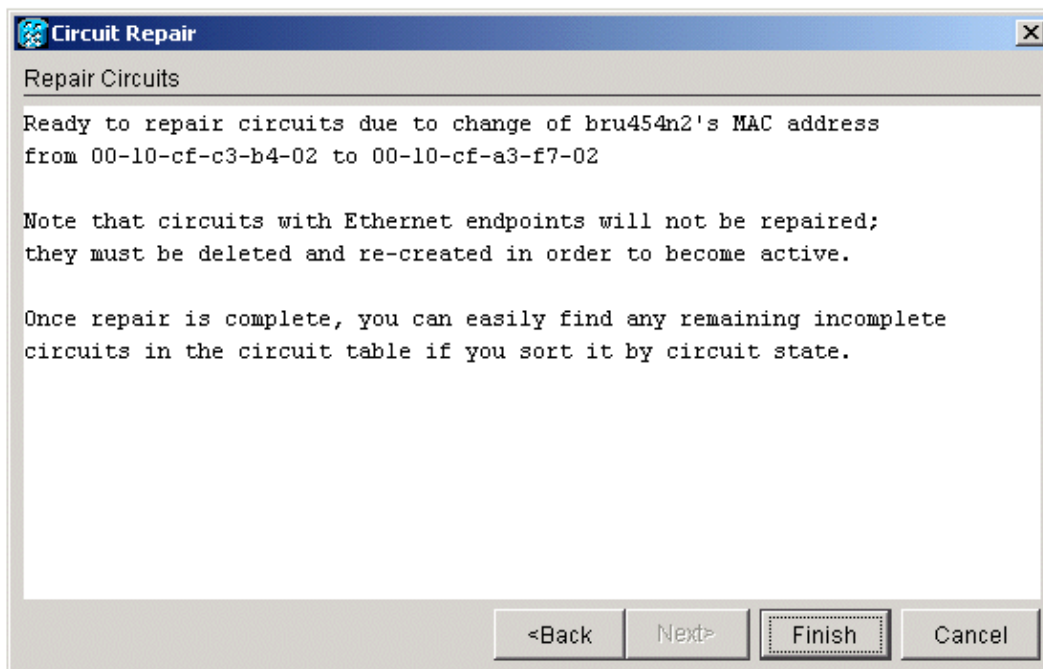 Circuit Repair
Repair Circuits
Ready to repair circuits due to change of bru454n2's MAC address
from 00-10-cf-c3-b4-02 to 00-10-cf-a3-f7-02
Note that circuits with Ethernet endpoints will not be repaired;
they must be deleted and re-created in order to become active.
Once repair is complete, you can easily find any remaining incomplete
circuits in the circuit table if you sort it by circuit state.
<Back Next> Finish Cancel